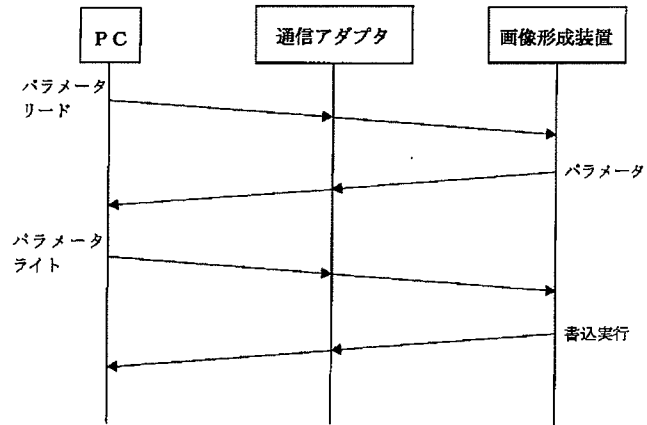 PC
通信アダプタ
画像形成装置
パラメータ
リード
パラメータ
パラメータ
ライト
書込実行